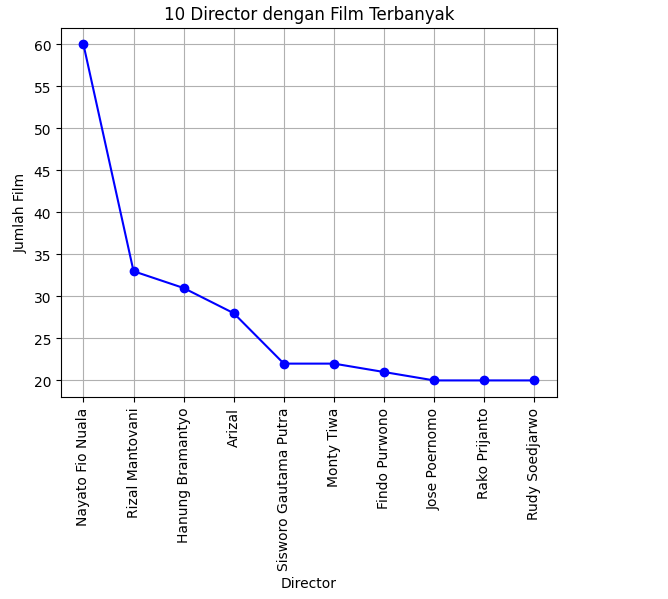 10 Director dengan Film Terbanyak
Jumlah Film
60
55
50
45
40
35
30
25
20
Nayato Fio Nuala
Rizal Mantovani
Hanung Bramantyo
Arizal
Sisworo Gautama Putra
Monty Tiwa
Findo Purwono
Jose Poernomo
Rako Prijanto
Rudy Soedjarwo
Director